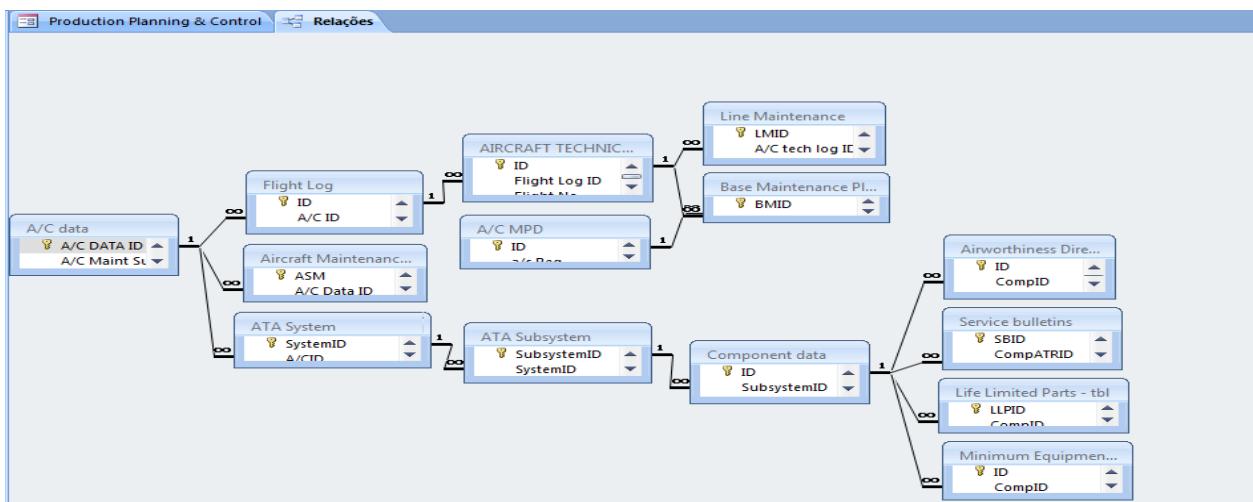 Production Planning & Control
Relações
Line Maintenance
LMID
A/C tech log IE
AIRCRAFT TECHNIC...
ID
Flight Log ID
Base Maintenance Pl...
BMID
Flight Log
ID
A/C ID
A/C data
A/C DATA ID
A/C Maint Su
A/C MPD
ID
Aircraft Maintenanc...
ASM
A/C Data ID
Airworthiness Dire...
ID
CompID
ATA System
SystemID
A/CID
ATA Subsystem
SubsystemID
SystemID
Service bulletins
SBID
CompATRID
Component data
ID
SubsystemID
Life Limited Parts - tbl
LLPID
CompID
Minimum Equipmen...
ID
CompID
1
∞
1
∞
1
∞
∞
∞
∞
1
1
∞
1
∞
1
∞
∞
∞
∞